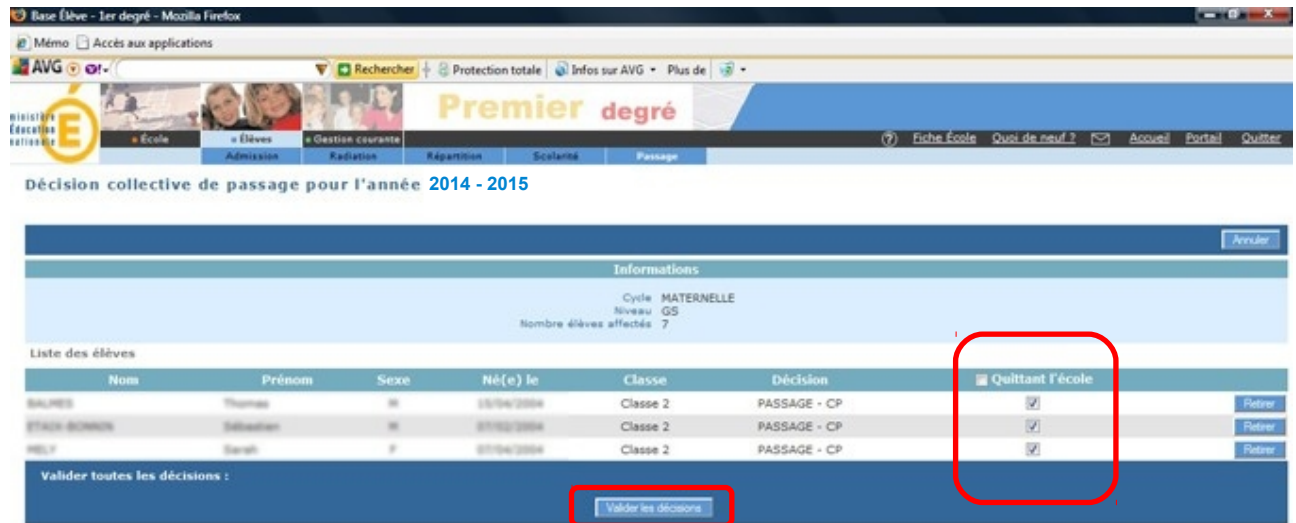 Base Élève - 1er degré - Mozilla Firefox
Mémo Accès aux applications
AVG Rechercher Protection totale Infos sur AVG Plus de
ministère éducation nationale
Premier degré
École Élèves Gestion courante Fiche École Quoi de neuf ? Accueil Portail Quitter
Admission Radiation Répartition Scolarité Passage
Décision collective de passage pour l'année 2014 - 2015
Annuler
Informations
Cycle MATERNELLE
Niveau GS
Nombre élèves affectés 7
Liste des élèves
Nom Prénom Sexe Né(e) le Classe Décision Quittant l'école
Classe 2 PASSAGE - CP Retirer
Classe 2 PASSAGE - CP Retirer
Classe 2 PASSAGE - CP Retirer
Valider toutes les décisions :
Valider les décisions